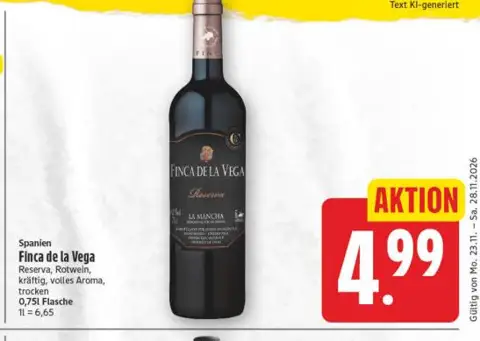 Text KI-generiert
FINCA DE LA VEGA
Reserva
LA MANCHA
Spanien
Finca de la Vega
Reserva, Rotwein,
kräftig, volles Aroma,
trocken
0,75l Flasche
1l = 6,65
AKTION
4.99
Gültig von Mo. 23.11. – Sa. 28.11.2026